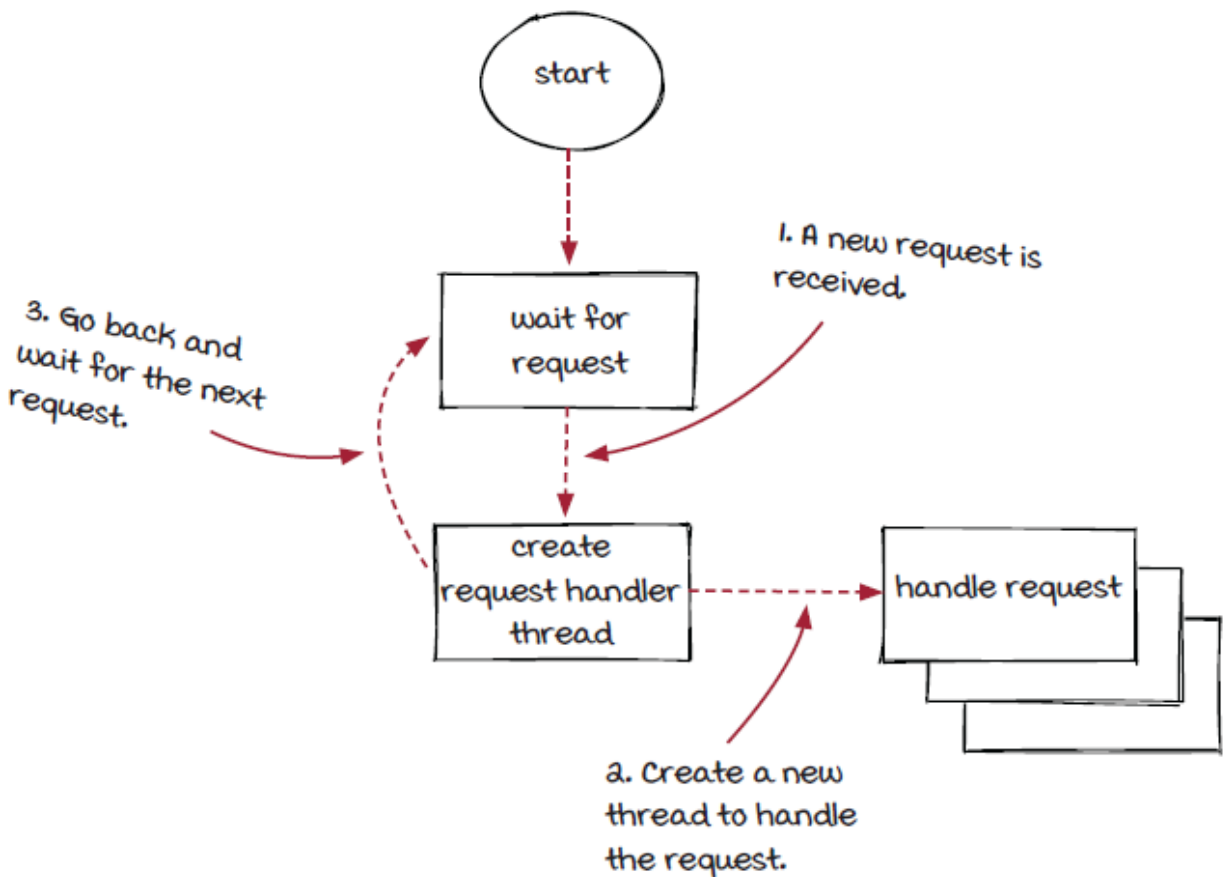 start
1. A new request is
received.
wait for
request
3. Go back and
wait for the next
request.
create
request handler
thread
handle request
2. Create a new
thread to handle
the request.